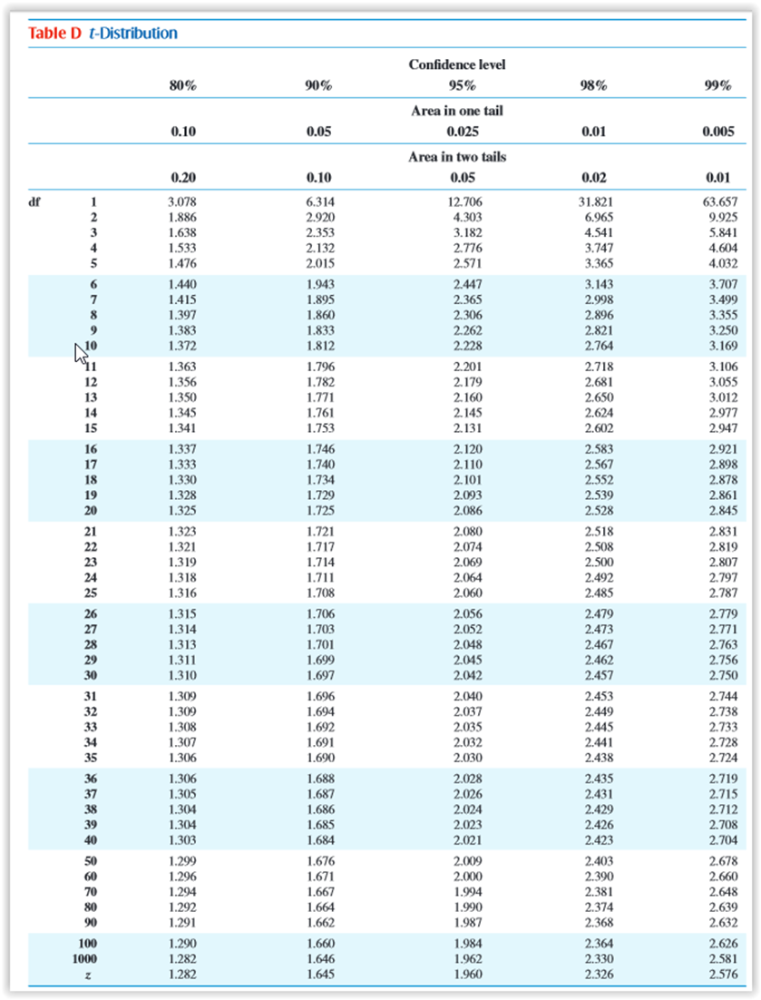 Table D t-Distribution
Confidence level
80% 90% 95% 98% 99%
Area in one tail
0.10 0.05 0.025 0.01 0.005
Area in two tails
0.20 0.10 0.05 0.02 0.01
df 1 3.078 6.314 12.706 31.821 63.657
2 1.886 2.920 4.303 6.965 9.925
3 1.638 2.353 3.182 4.541 5.841
4 1.533 2.132 2.776 3.747 4.604
5 1.476 2.015 2.571 3.365 4.032
6 1.440 1.943 2.447 3.143 3.707
7 1.415 1.895 2.365 2.998 3.499
8 1.397 1.860 2.306 2.896 3.355
9 1.383 1.833 2.262 2.821 3.250
10 1.372 1.812 2.228 2.764 3.169
11 1.363 1.796 2.201 2.718 3.106
12 1.356 1.782 2.179 2.681 3.055
13 1.350 1.771 2.160 2.650 3.012
14 1.345 1.761 2.145 2.624 2.977
15 1.341 1.753 2.131 2.602 2.947
16 1.337 1.746 2.120 2.583 2.921
17 1.333 1.740 2.110 2.567 2.898
18 1.330 1.734 2.101 2.552 2.878
19 1.328 1.729 2.093 2.539 2.861
20 1.325 1.725 2.086 2.528 2.845
21 1.323 1.721 2.080 2.518 2.831
22 1.321 1.717 2.074 2.508 2.819
23 1.319 1.714 2.069 2.500 2.807
24 1.318 1.711 2.064 2.492 2.797
25 1.316 1.708 2.060 2.485 2.787
26 1.315 1.706 2.056 2.479 2.779
27 1.314 1.703 2.052 2.473 2.771
28 1.313 1.701 2.048 2.467 2.763
29 1.311 1.699 2.045 2.462 2.756
30 1.310 1.697 2.042 2.457 2.750
31 1.309 1.696 2.040 2.453 2.744
32 1.309 1.694 2.037 2.449 2.738
33 1.308 1.692 2.035 2.445 2.733
34 1.307 1.691 2.032 2.441 2.728
35 1.306 1.690 2.030 2.438 2.724
36 1.306 1.688 2.028 2.435 2.719
37 1.305 1.687 2.026 2.431 2.715
38 1.304 1.686 2.024 2.429 2.712
39 1.304 1.685 2.023 2.426 2.708
40 1.303 1.684 2.021 2.423 2.704
50 1.299 1.676 2.009 2.403 2.678
60 1.296 1.671 2.000 2.390 2.660
70 1.294 1.667 1.994 2.381 2.648
80 1.292 1.664 1.990 2.374 2.639
90 1.291 1.662 1.987 2.368 2.632
100 1.290 1.660 1.984 2.364 2.626
1000 1.282 1.646 1.962 2.330 2.581
z 1.282 1.645 1.960 2.326 2.576